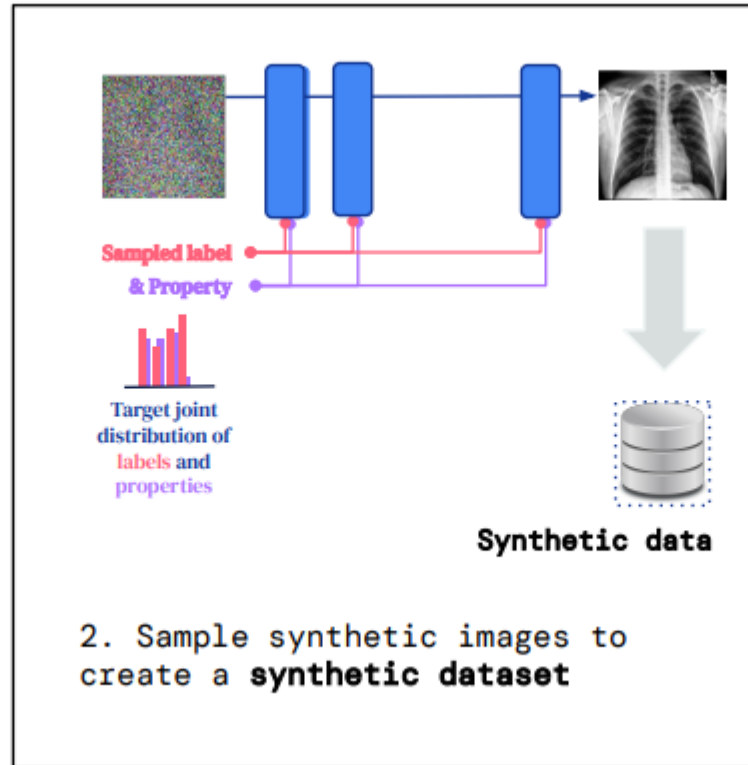 Sampled label
& Property
Target joint
distribution of
labels and
properties
Synthetic data
2. Sample synthetic images to
create a synthetic dataset